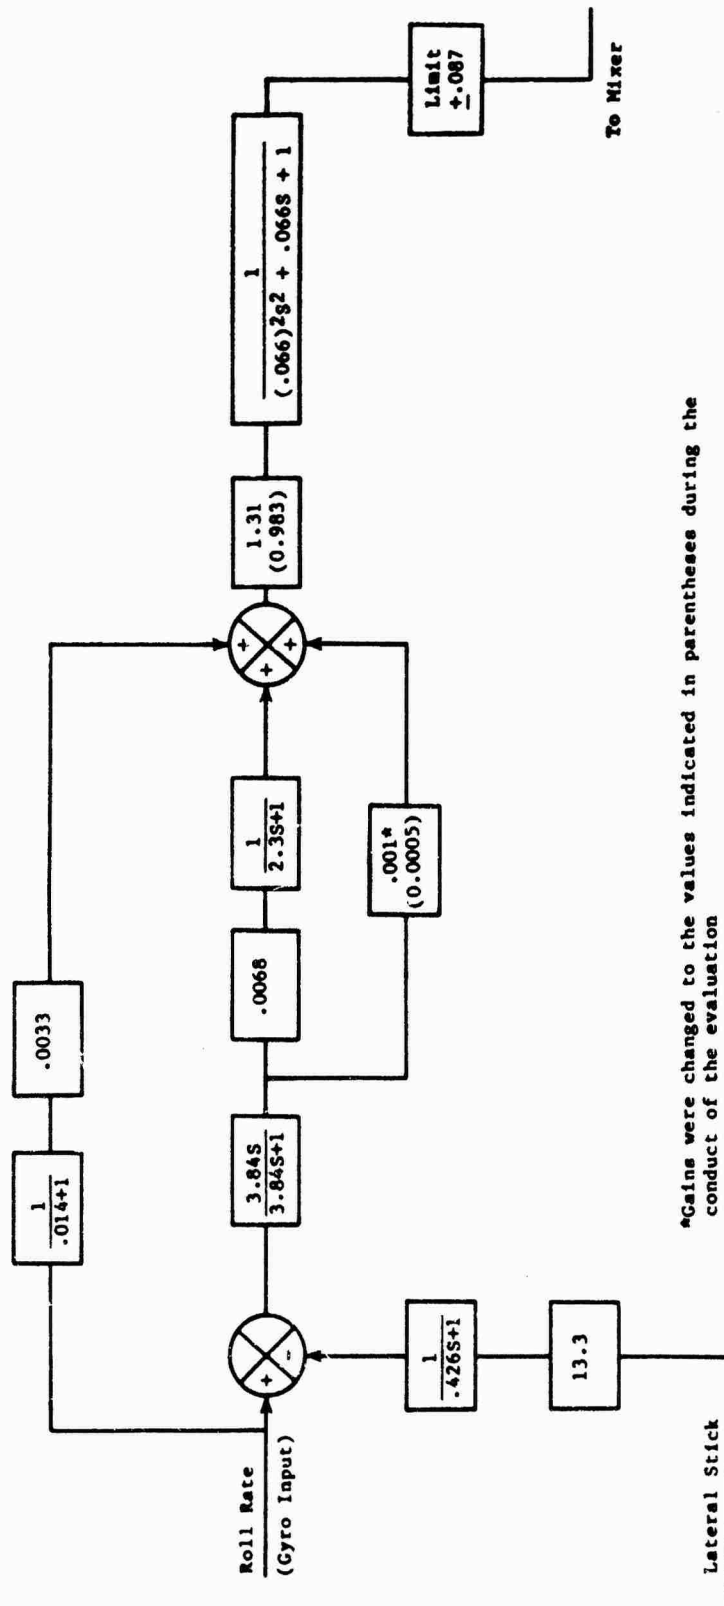 Roll Rate
(Gyro Input)
+
-
1
.014+1
.0033
3.84S
3.84S+1
.0068
1
2.3S+1
.001*
(0.0005)
+
+
+
1.31
(0.983)
1
(.066)²s² + .066S + 1
Limit
±.087
To Mixer
1
.426S+1
13.3
Lateral Stick
*Gains were changed to the values indicated in parentheses during the
conduct of the evaluation